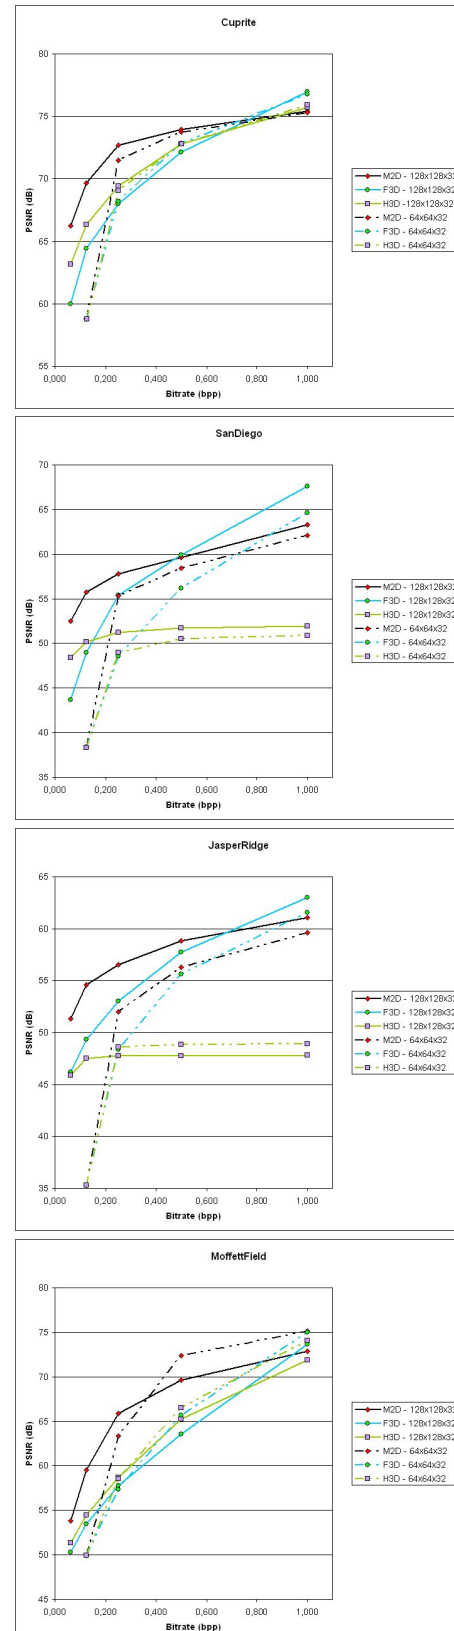 Cuprite
80
75
70
65
60
55
PSNR (dB)
0,000 0,200 0,400 0,600 0,800 1,000
Bitrate (bpp)
M2D - 128x128x32
F3D - 128x128x32
H3D -128x128x32
M2D - 64x64x32
F3D - 64x64x32
H3D - 64x64x32
SanDiego
70
65
60
55
50
45
40
35
PSNR (dB)
0,000 0,200 0,400 0,600 0,800 1,000
Bitrate (bpp)
M2D - 128x128x32
F3D - 128x128x32
H3D - 128x128x32
M2D - 64x64x32
F3D - 64x64x32
H3D - 64x64x32
JasperRidge
65
60
55
50
45
40
35
PSNR (dB)
0,000 0,200 0,400 0,600 0,800 1,000
Bitrate (bpp)
M2D - 128x128x32
F3D - 128x128x32
H3D - 128x128x32
M2D - 64x64x32
F3D - 64x64x32
H3D - 64x64x32
MoffettField
80
75
70
65
60
55
50
45
PSNR (dB)
0,000 0,200 0,400 0,600 0,800 1,000
Bitrate (bpp)
M2D - 128x128x32
F3D - 128x128x32
H3D - 128x128x32
M2D - 64x64x32
F3D - 64x64x32
H3D - 64x64x32